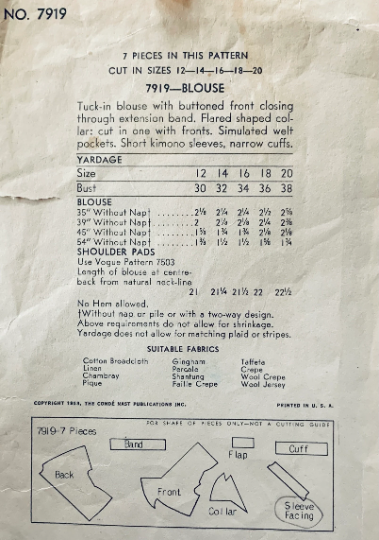 NO. 7919
7 PIECES IN THIS PATTERN
CUT IN SIZES 12—14—16—18—20
7919—BLOUSE
Tuck-in blouse with buttoned front closing
through extension band. Flared shaped col-
lar: cut in one with fronts. Simulated welt
pockets. Short kimono sleeves, narrow cuffs.
YARDAGE
Size 12 14 16 18 20
Bust 30 32 34 36 38
BLOUSE
35" Without Nap† ........ 2⅛ 2¼ 2¼ 2½ 2⅝
39" Without Nap† ........ 2 2⅛ 2⅛ 2¼ 2⅜
45" Without Nap† ........ 1⅝ 1¾ 1¾ 2⅛ 2⅛
54" Without Nap† ........ 1⅜ 1½ 1½ 1⅝ 1¾
SHOULDER PADS
Use Vogue Pattern 7503
Length of blouse at centre-
back from natural neck-line
21 21¼ 21½ 22 22½
No Hem allowed.
†Without nap or pile or with a two-way design.
Above requirements do not allow for shrinkage.
Yardage does not allow for matching plaid or stripes.
SUITABLE FABRICS
Cotton Broadcloth Gingham Taffeta
Linen Percale Crepe
Chambray Shantung Wool Crepe
Pique Faille Crepe Wool Jersey
COPYRIGHT THE CONDÉ NAST PUBLICATIONS INC. PRINTED IN U. S. A.
FOR SHAPE OF PIECES ONLY—NOT A CUTTING GUIDE
7919-7 Pieces
Band
Flap
Cuff
Back
Front
Collar
Sleeve
Facing